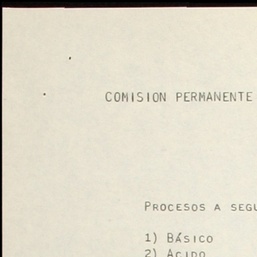 COMISION PERMANENTE
PROCESOS A SEGU
1) BÁSICO
2) ACIDO